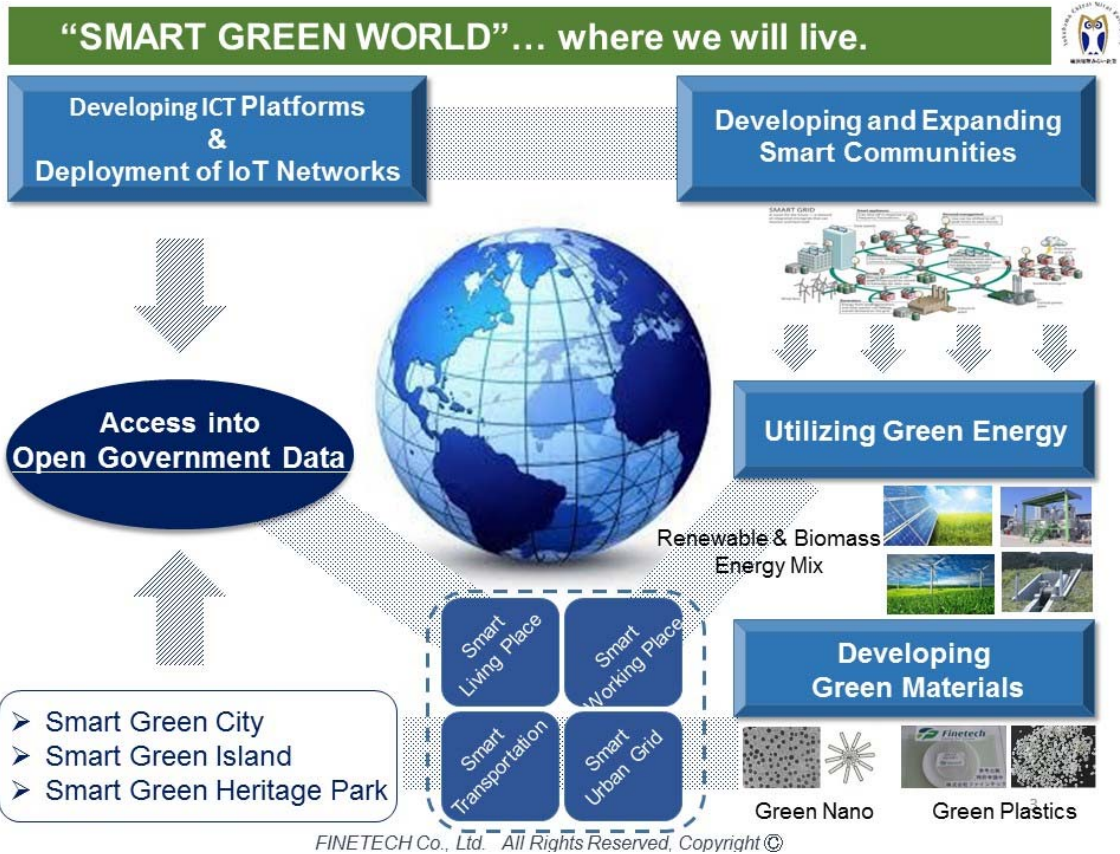 “SMART GREEN WORLD”... where we will live.
Developing ICT Platforms
&
Deployment of IoT Networks
Developing and Expanding
Smart Communities
SMART GRID
Access into
Open Government Data
Utilizing Green Energy
Renewable & Biomass
Energy Mix
Smart
Living Place
Smart
Working Place
Smart
Transportation
Smart
Urban Grid
Developing
Green Materials
➢ Smart Green City
➢ Smart Green Island
➢ Smart Green Heritage Park
Finetech
Green Nano
Green Plastics
3
FINETECH Co., Ltd. All Rights Reserved, Copyright ©